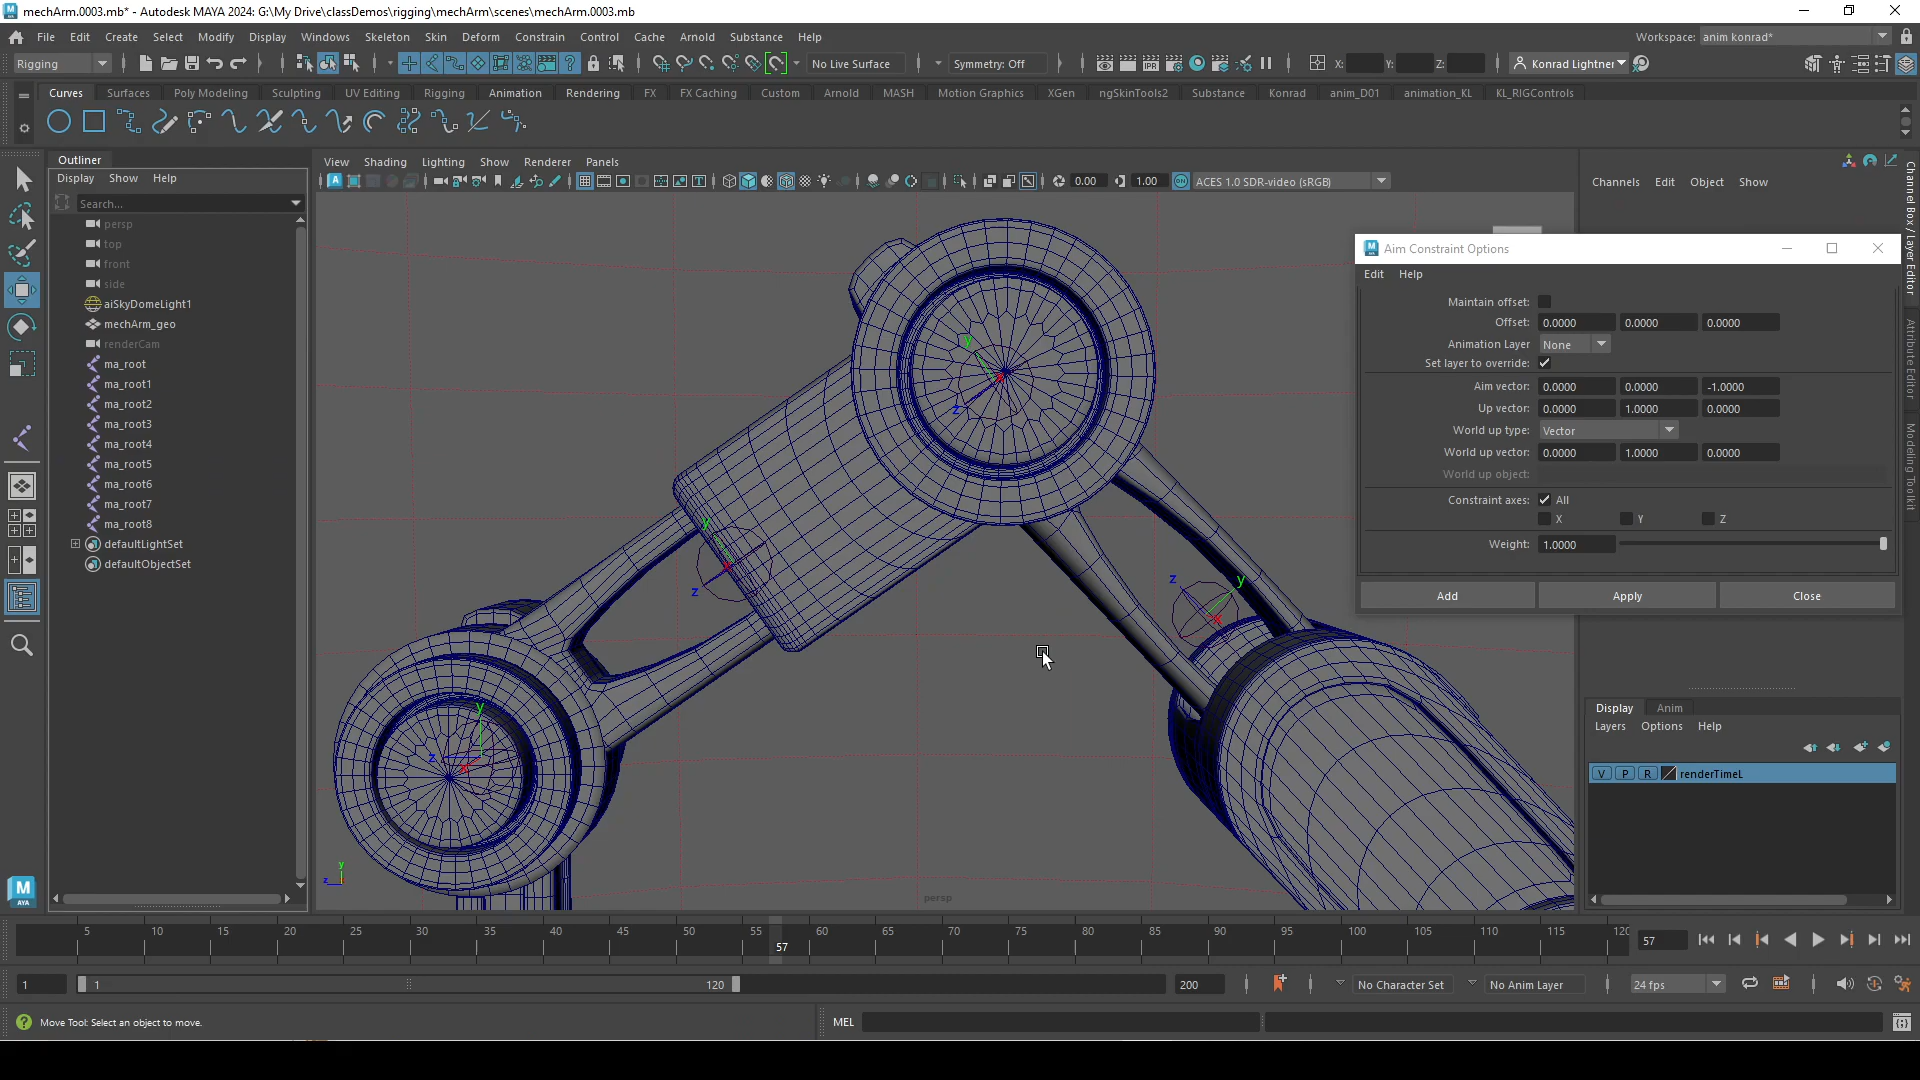 mechArm.0003.mb* - Autodesk MAYA 2024: G:\My Drive\classDemos\rigging\mechArm\scenes\mechArm.0003.mb
File Edit Create Select Modify Display Windows Skeleton Skin Deform Constrain Control Cache Arnold Substance Help
Workspace: anim konrad*
Rigging
No Live Surface
Symmetry: Off
X: Y: Z:
Konrad Lightner
Curves Surfaces Poly Modeling Sculpting UV Editing Rigging Animation Rendering FX FX Caching Custom Arnold MASH Motion Graphics XGen ngSkinTools2 Substance Konrad anim_D01 animation_KL KL_RIGControls
Outliner
Display Show Help
Search...
persp
top
front
side
aiSkyDomeLight1
mechArm_geo
renderCam
ma_root
ma_root1
ma_root2
ma_root3
ma_root4
ma_root5
ma_root6
ma_root7
ma_root8
defaultLightSet
defaultObjectSet
View Shading Lighting Show Renderer Panels
0.00 1.00 ACES 1.0 SDR-video (sRGB)
y
x
z
y
x
z
z
y
x
y
z
x
y
z
persp
Channels Edit Object Show
Aim Constraint Options
Edit Help
Maintain offset:
Offset: 0.0000 0.0000 0.0000
Animation Layer None
Set layer to override:
Aim vector: 0.0000 0.0000 -1.0000
Up vector: 0.0000 1.0000 0.0000
World up type: Vector
World up vector: 0.0000 1.0000 0.0000
World up object:
Constraint axes: All
X Y Z
Weight: 1.0000
Add Apply Close
Channel Box / Layer Editor
Attribute Editor
Modeling Toolkit
Display Anim
Layers Options Help
V P R renderTimeL
5 10 15 20 25 30 35 40 45 50 55 60 65 70 75 80 85 90 95 100 105 110 115 120
57
57
1 1 120 200
No Character Set
No Anim Layer
24 fps
Move Tool: Select an object to move.
MEL